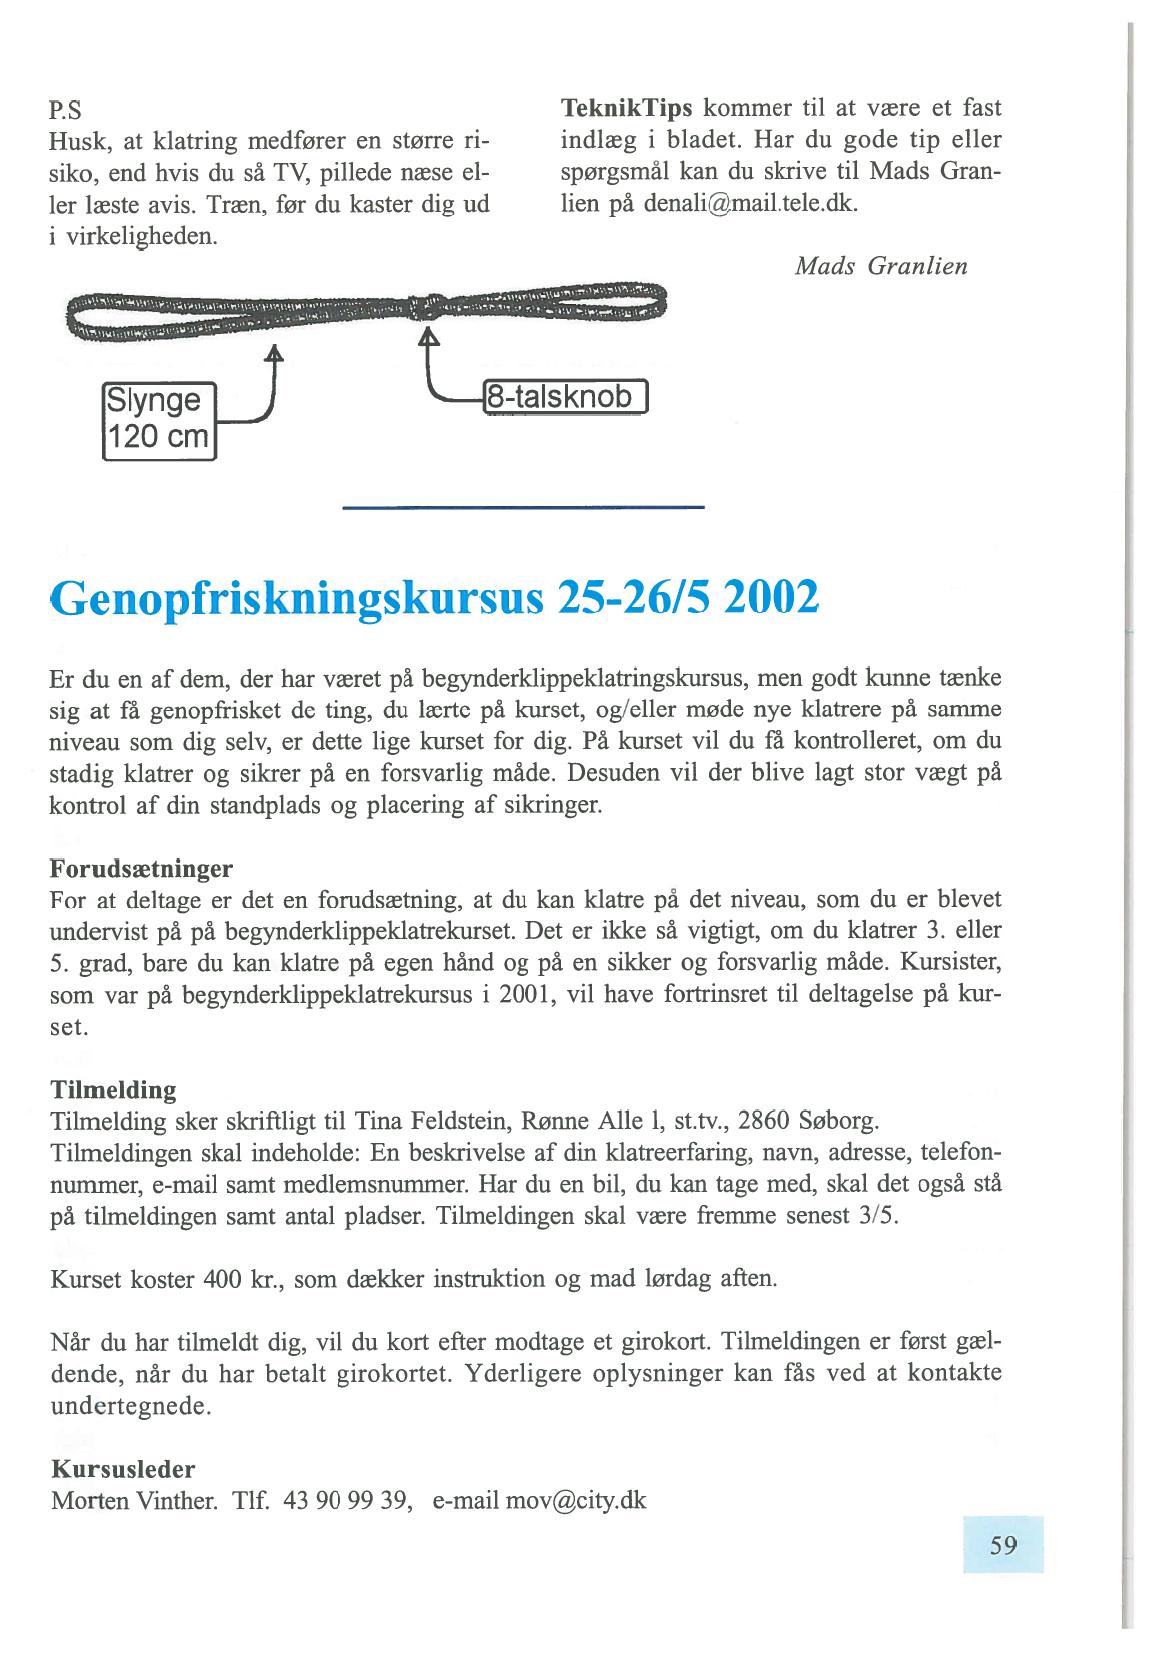 P.S
Husk, at klatring medfører en større ri-
siko, end hvis du så TV, pillede næse el-
ler læste avis. Træn, før du kaster dig ud
i virkeligheden.
TeknikTips kommer til at være et fast
indlæg i bladet. Har du gode tip eller
spørgsmål kan du skrive til Mads Gran-
lien på denali@mail.tele.dk.
Mads Granlien
Slynge
120 cm
8-talsknob
Genopfriskningskursus 25-26/5 2002
Er du en af dem, der har været på begynderklippeklatringskursus, men godt kunne tænke
sig at få genopfrisket de ting, du lærte på kurset, og/eller møde nye klatrere på samme
niveau som dig selv, er dette lige kurset for dig. På kurset vil du få kontrolleret, om du
stadig klatrer og sikrer på en forsvarlig måde. Desuden vil der blive lagt stor vægt på
kontrol af din standplads og placering af sikringer.
Forudsætninger
For at deltage er det en forudsætning, at du kan klatre på det niveau, som du er blevet
undervist på på begynderklippeklatrekurset. Det er ikke så vigtigt, om du klatrer 3. eller
5. grad, bare du kan klatre på egen hånd og på en sikker og forsvarlig måde. Kursister,
som var på begynderklippeklatrekursus i 2001, vil have fortrinsret til deltagelse på kur-
set.
Tilmelding
Tilmelding sker skriftligt til Tina Feldstein, Rønne Alle 1, st.tv., 2860 Søborg.
Tilmeldingen skal indeholde: En beskrivelse af din klatreerfaring, navn, adresse, telefon-
nummer, e-mail samt medlemsnummer. Har du en bil, du kan tage med, skal det også stå
på tilmeldingen samt antal pladser. Tilmeldingen skal være fremme senest 3/5.
Kurset koster 400 kr., som dækker instruktion og mad lørdag aften.
Når du har tilmeldt dig, vil du kort efter modtage et girokort. Tilmeldingen er først gæl-
dende, når du har betalt girokortet. Yderligere oplysninger kan fås ved at kontakte
undertegnede.
Kursusleder
Morten Vinther. Tlf. 43 90 99 39, e-mail mov@city.dk
59